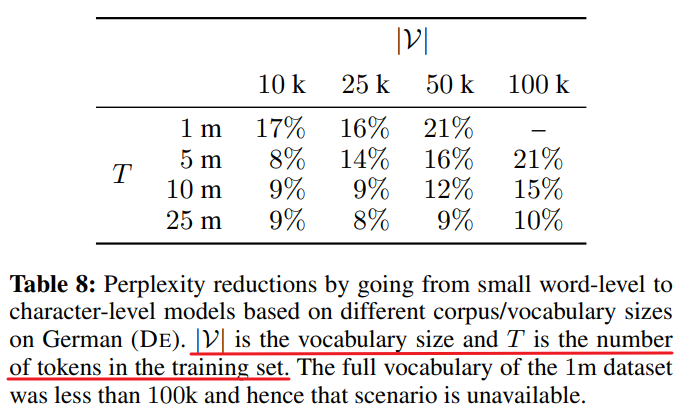 |𝒱|
10 k 25 k 50 k 100 k
1 m 17% 16% 21% –
T 5 m 8% 14% 16% 21%
10 m 9% 9% 12% 15%
25 m 9% 8% 9% 10%
Table 8: Perplexity reductions by going from small word-level to
character-level models based on different corpus/vocabulary sizes
on German (DE). |𝒱| is the vocabulary size and T is the number
of tokens in the training set. The full vocabulary of the 1m dataset
was less than 100k and hence that scenario is unavailable.